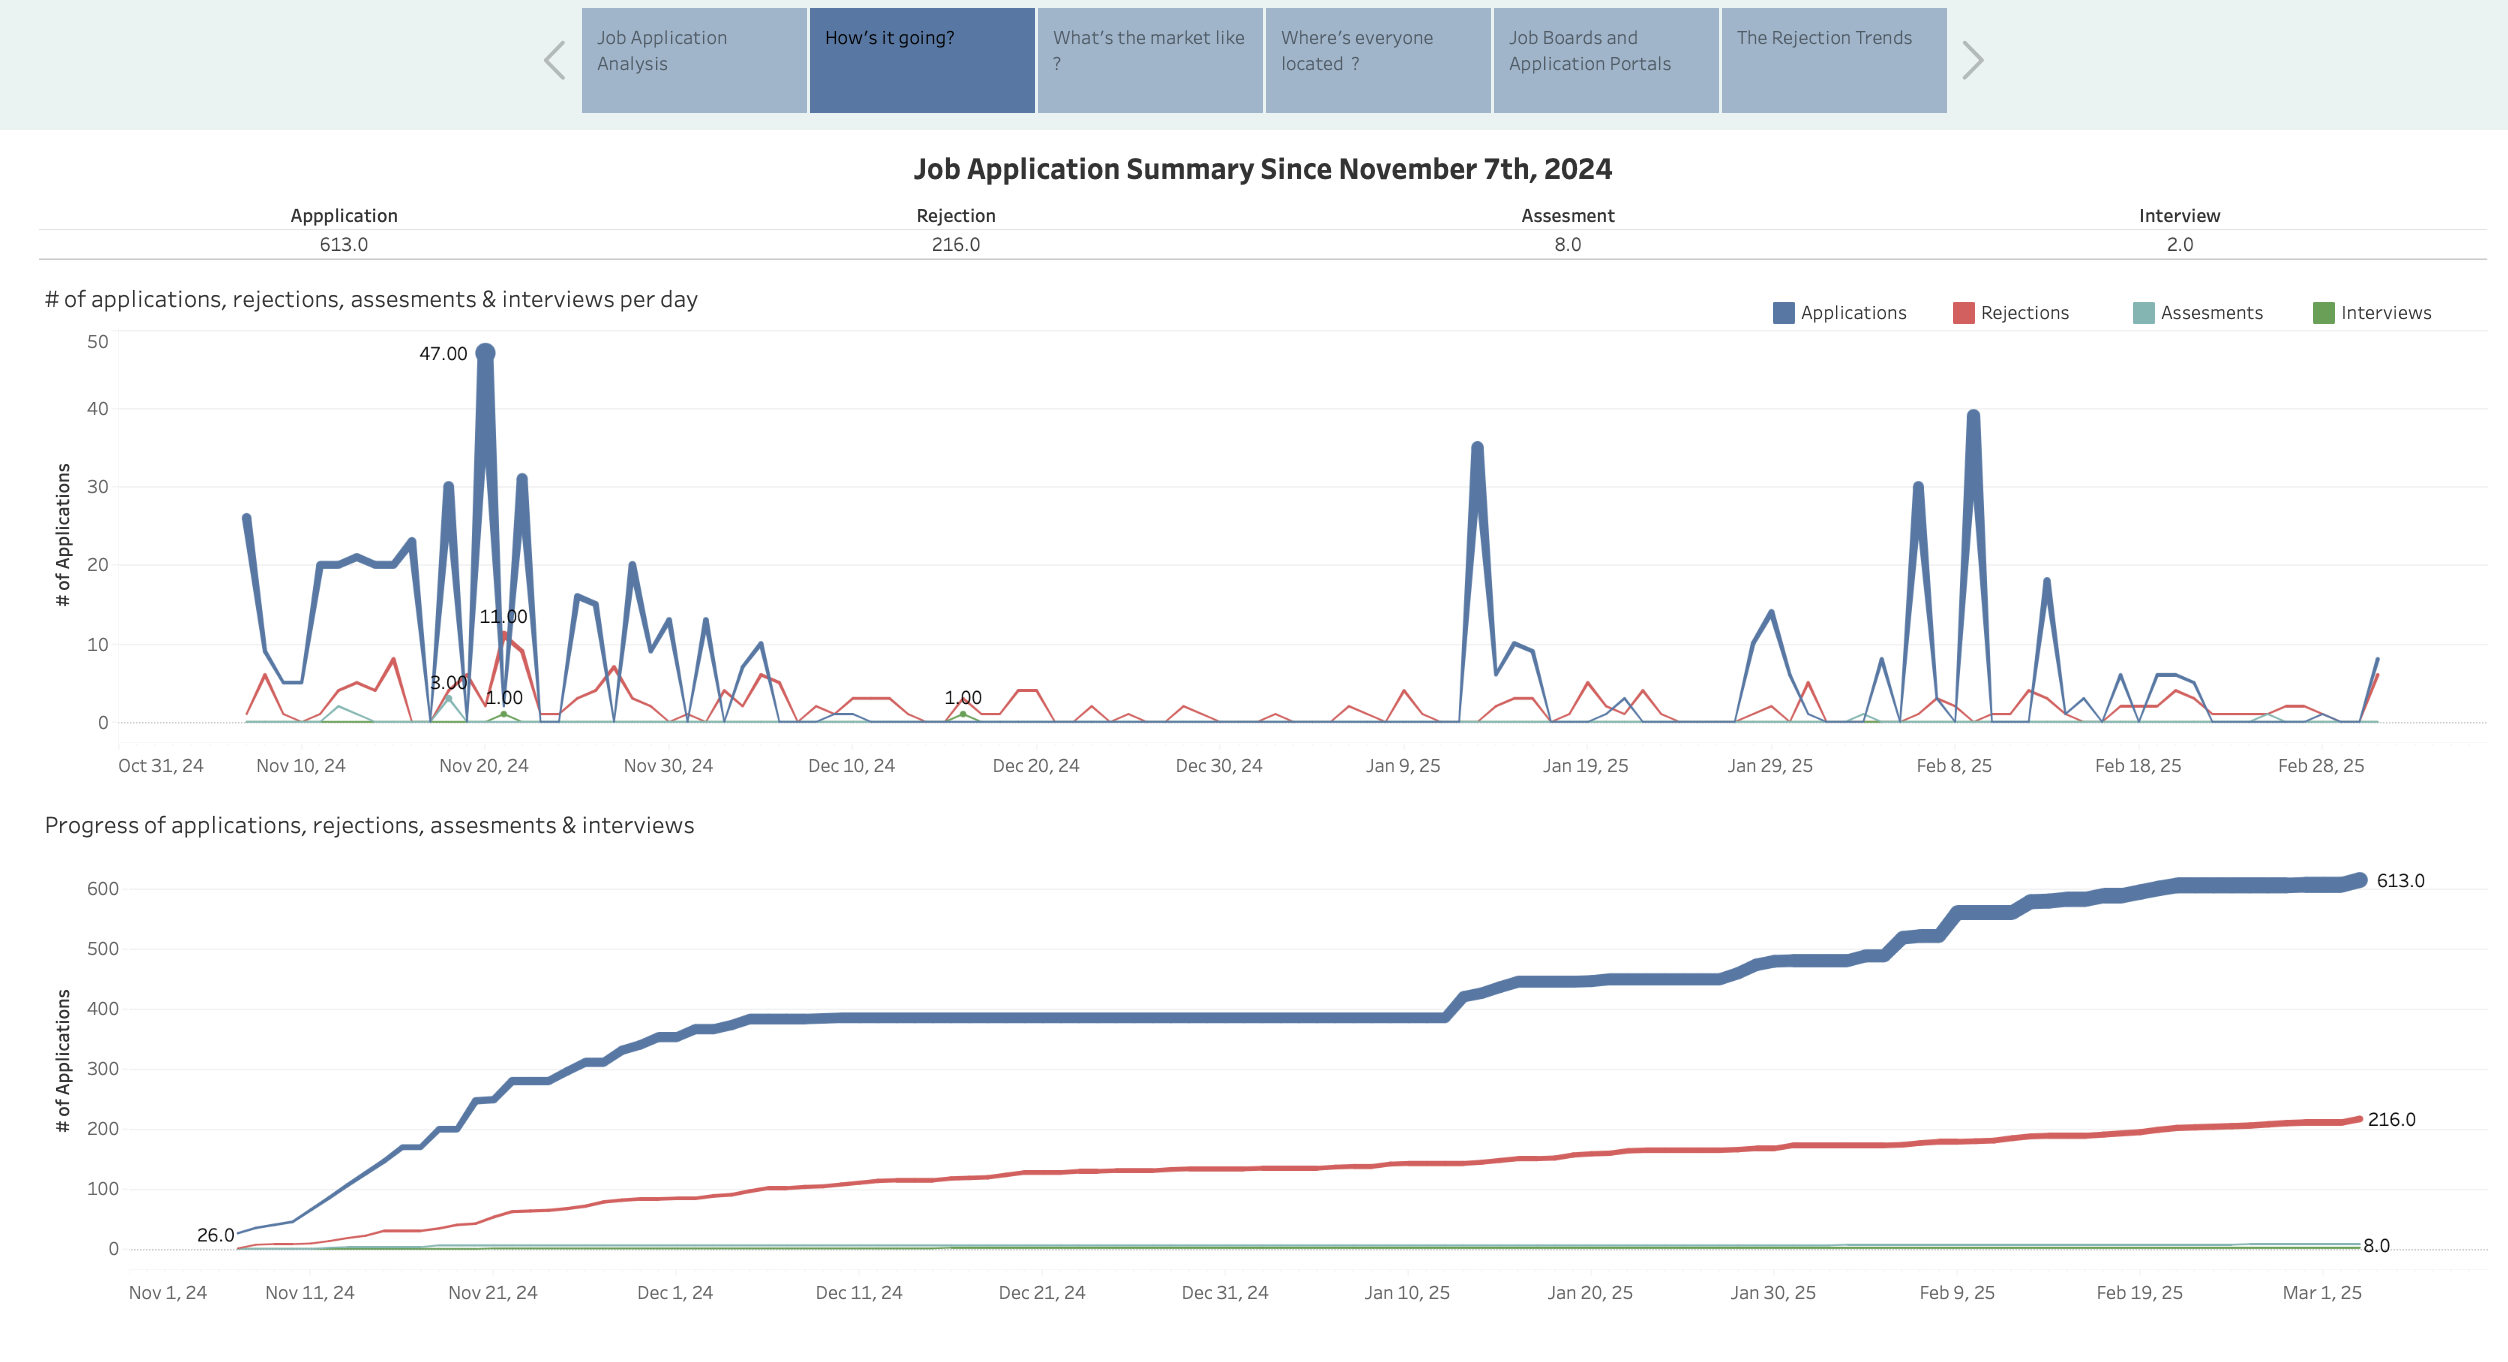 Job Application
Analysis
How's it going?
What's the market like
?
Where's everyone
located ?
Job Boards and
Application Portals
The Rejection Trends
Job Application Summary Since November 7th, 2024
Appplication Rejection Assesment Interview
613.0 216.0 8.0 2.0
# of applications, rejections, assesments & interviews per day
Applications Rejections Assesments Interviews
50
40
30
20
10
0
# of Applications
47.00
11.00
3.00
1.00
1.00
Oct 31, 24 Nov 10, 24 Nov 20, 24 Nov 30, 24 Dec 10, 24 Dec 20, 24 Dec 30, 24 Jan 9, 25 Jan 19, 25 Jan 29, 25 Feb 8, 25 Feb 18, 25 Feb 28, 25
Progress of applications, rejections, assesments & interviews
600
500
400
300
200
100
0
# of Applications
613.0
216.0
26.0
8.0
Nov 1, 24 Nov 11, 24 Nov 21, 24 Dec 1, 24 Dec 11, 24 Dec 21, 24 Dec 31, 24 Jan 10, 25 Jan 20, 25 Jan 30, 25 Feb 9, 25 Feb 19, 25 Mar 1, 25